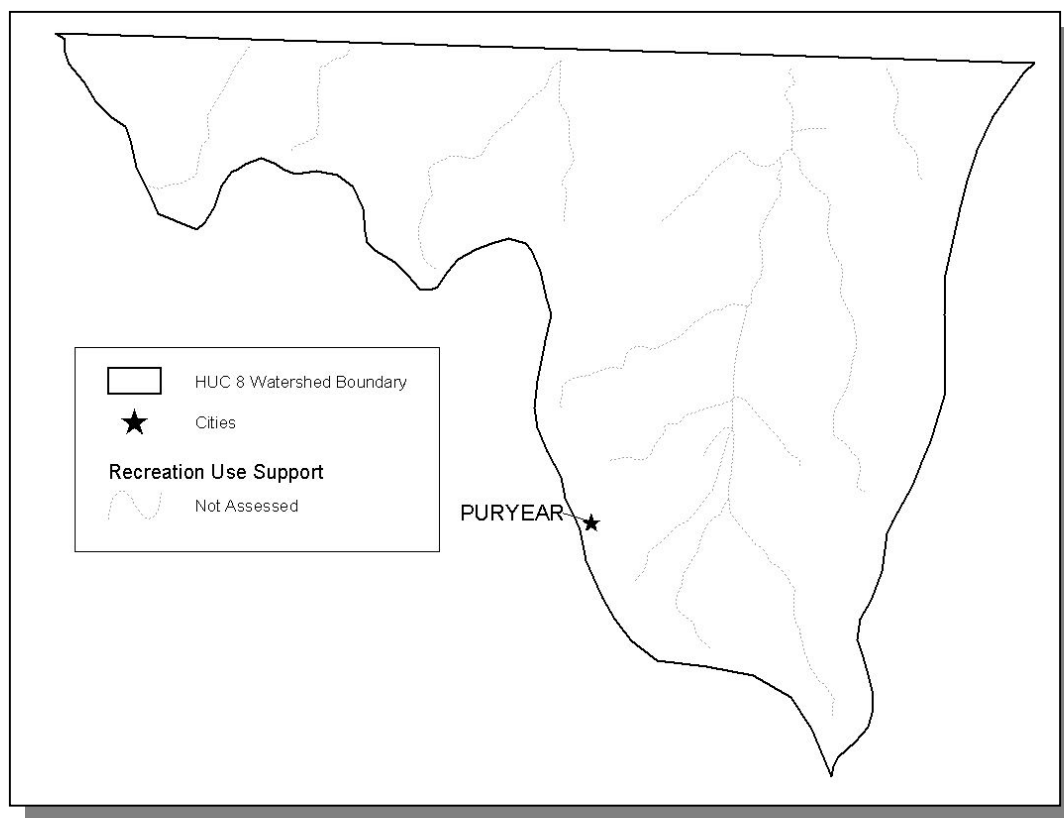 HUC 8 Watershed Boundary
Cities
Recreation Use Support
Not Assessed
PURYEAR